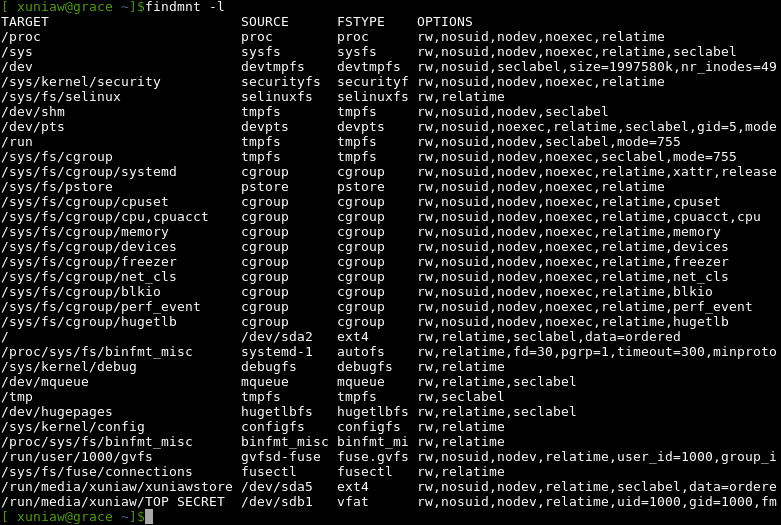 [ xuniaw@grace ~]$findmnt -l
TARGET SOURCE FSTYPE OPTIONS
/proc proc proc rw,nosuid,nodev,noexec,relatime
/sys sysfs sysfs rw,nosuid,nodev,noexec,relatime,seclabel
/dev devtmpfs devtmpfs rw,nosuid,seclabel,size=1997580k,nr_inodes=49
/sys/kernel/security securityfs securityf rw,nosuid,nodev,noexec,relatime
/sys/fs/selinux selinuxfs selinuxfs rw,relatime
/dev/shm tmpfs tmpfs rw,nosuid,nodev,seclabel
/dev/pts devpts devpts rw,nosuid,noexec,relatime,seclabel,gid=5,mode
/run tmpfs tmpfs rw,nosuid,nodev,seclabel,mode=755
/sys/fs/cgroup tmpfs tmpfs rw,nosuid,nodev,noexec,seclabel,mode=755
/sys/fs/cgroup/systemd cgroup cgroup rw,nosuid,nodev,noexec,relatime,xattr,release
/sys/fs/pstore pstore pstore rw,nosuid,nodev,noexec,relatime
/sys/fs/cgroup/cpuset cgroup cgroup rw,nosuid,nodev,noexec,relatime,cpuset
/sys/fs/cgroup/cpu,cpuacct cgroup cgroup rw,nosuid,nodev,noexec,relatime,cpuacct,cpu
/sys/fs/cgroup/memory cgroup cgroup rw,nosuid,nodev,noexec,relatime,memory
/sys/fs/cgroup/devices cgroup cgroup rw,nosuid,nodev,noexec,relatime,devices
/sys/fs/cgroup/freezer cgroup cgroup rw,nosuid,nodev,noexec,relatime,freezer
/sys/fs/cgroup/net_cls cgroup cgroup rw,nosuid,nodev,noexec,relatime,net_cls
/sys/fs/cgroup/blkio cgroup cgroup rw,nosuid,nodev,noexec,relatime,blkio
/sys/fs/cgroup/perf_event cgroup cgroup rw,nosuid,nodev,noexec,relatime,perf_event
/sys/fs/cgroup/hugetlb cgroup cgroup rw,nosuid,nodev,noexec,relatime,hugetlb
/ /dev/sda2 ext4 rw,relatime,seclabel,data=ordered
/proc/sys/fs/binfmt_misc systemd-1 autofs rw,relatime,fd=30,pgrp=1,timeout=300,minproto
/sys/kernel/debug debugfs debugfs rw,relatime
/dev/mqueue mqueue mqueue rw,relatime,seclabel
/tmp tmpfs tmpfs rw,seclabel
/dev/hugepages hugetlbfs hugetlbfs rw,relatime,seclabel
/sys/kernel/config configfs configfs rw,relatime
/proc/sys/fs/binfmt_misc binfmt_misc binfmt_mi rw,relatime
/run/user/1000/gvfs gvfsd-fuse fuse.gvfs rw,nosuid,nodev,relatime,user_id=1000,group_i
/sys/fs/fuse/connections fusectl fusectl rw,relatime
/run/media/xuniaw/xuniawstore /dev/sda5 ext4 rw,nosuid,nodev,relatime,seclabel,data=ordere
/run/media/xuniaw/TOP SECRET /dev/sdb1 vfat rw,nosuid,nodev,relatime,uid=1000,gid=1000,fm
[ xuniaw@grace ~]$